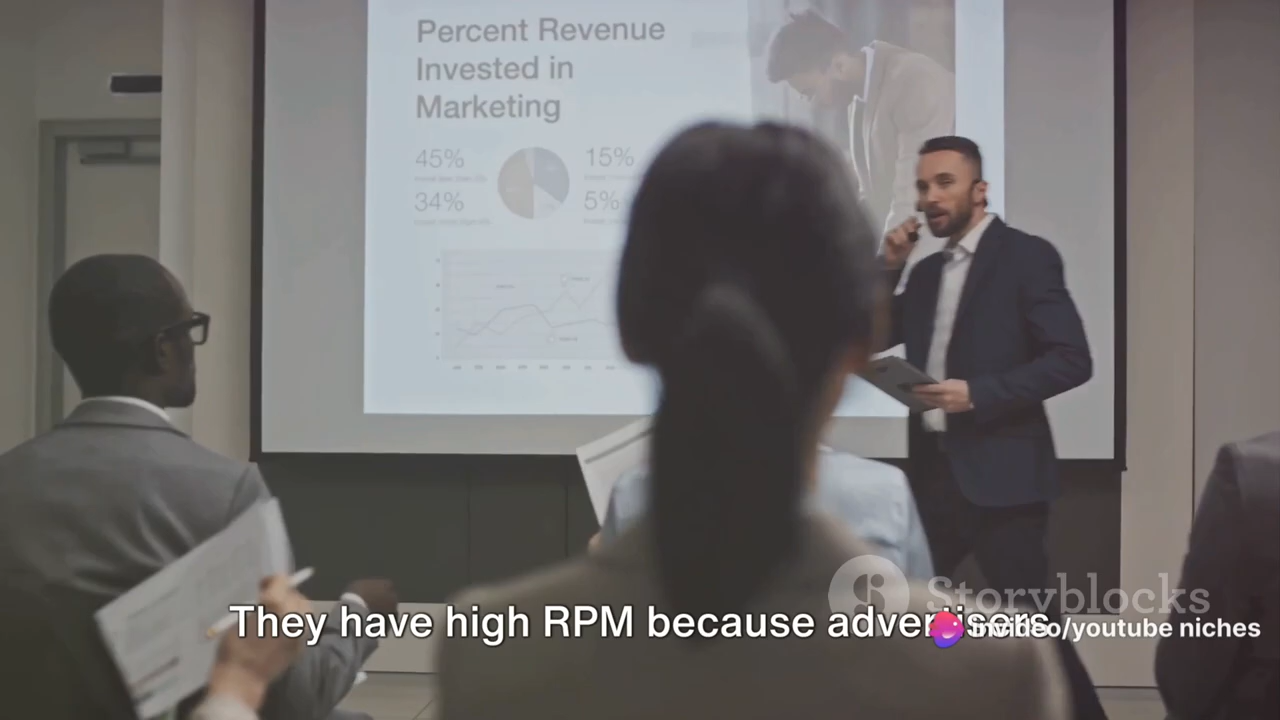 Percent Revenue
Invested in
Marketing
45%
15%
34%
5%
Storyblocks
They have high RPM because advertisers
invideo/youtube niches